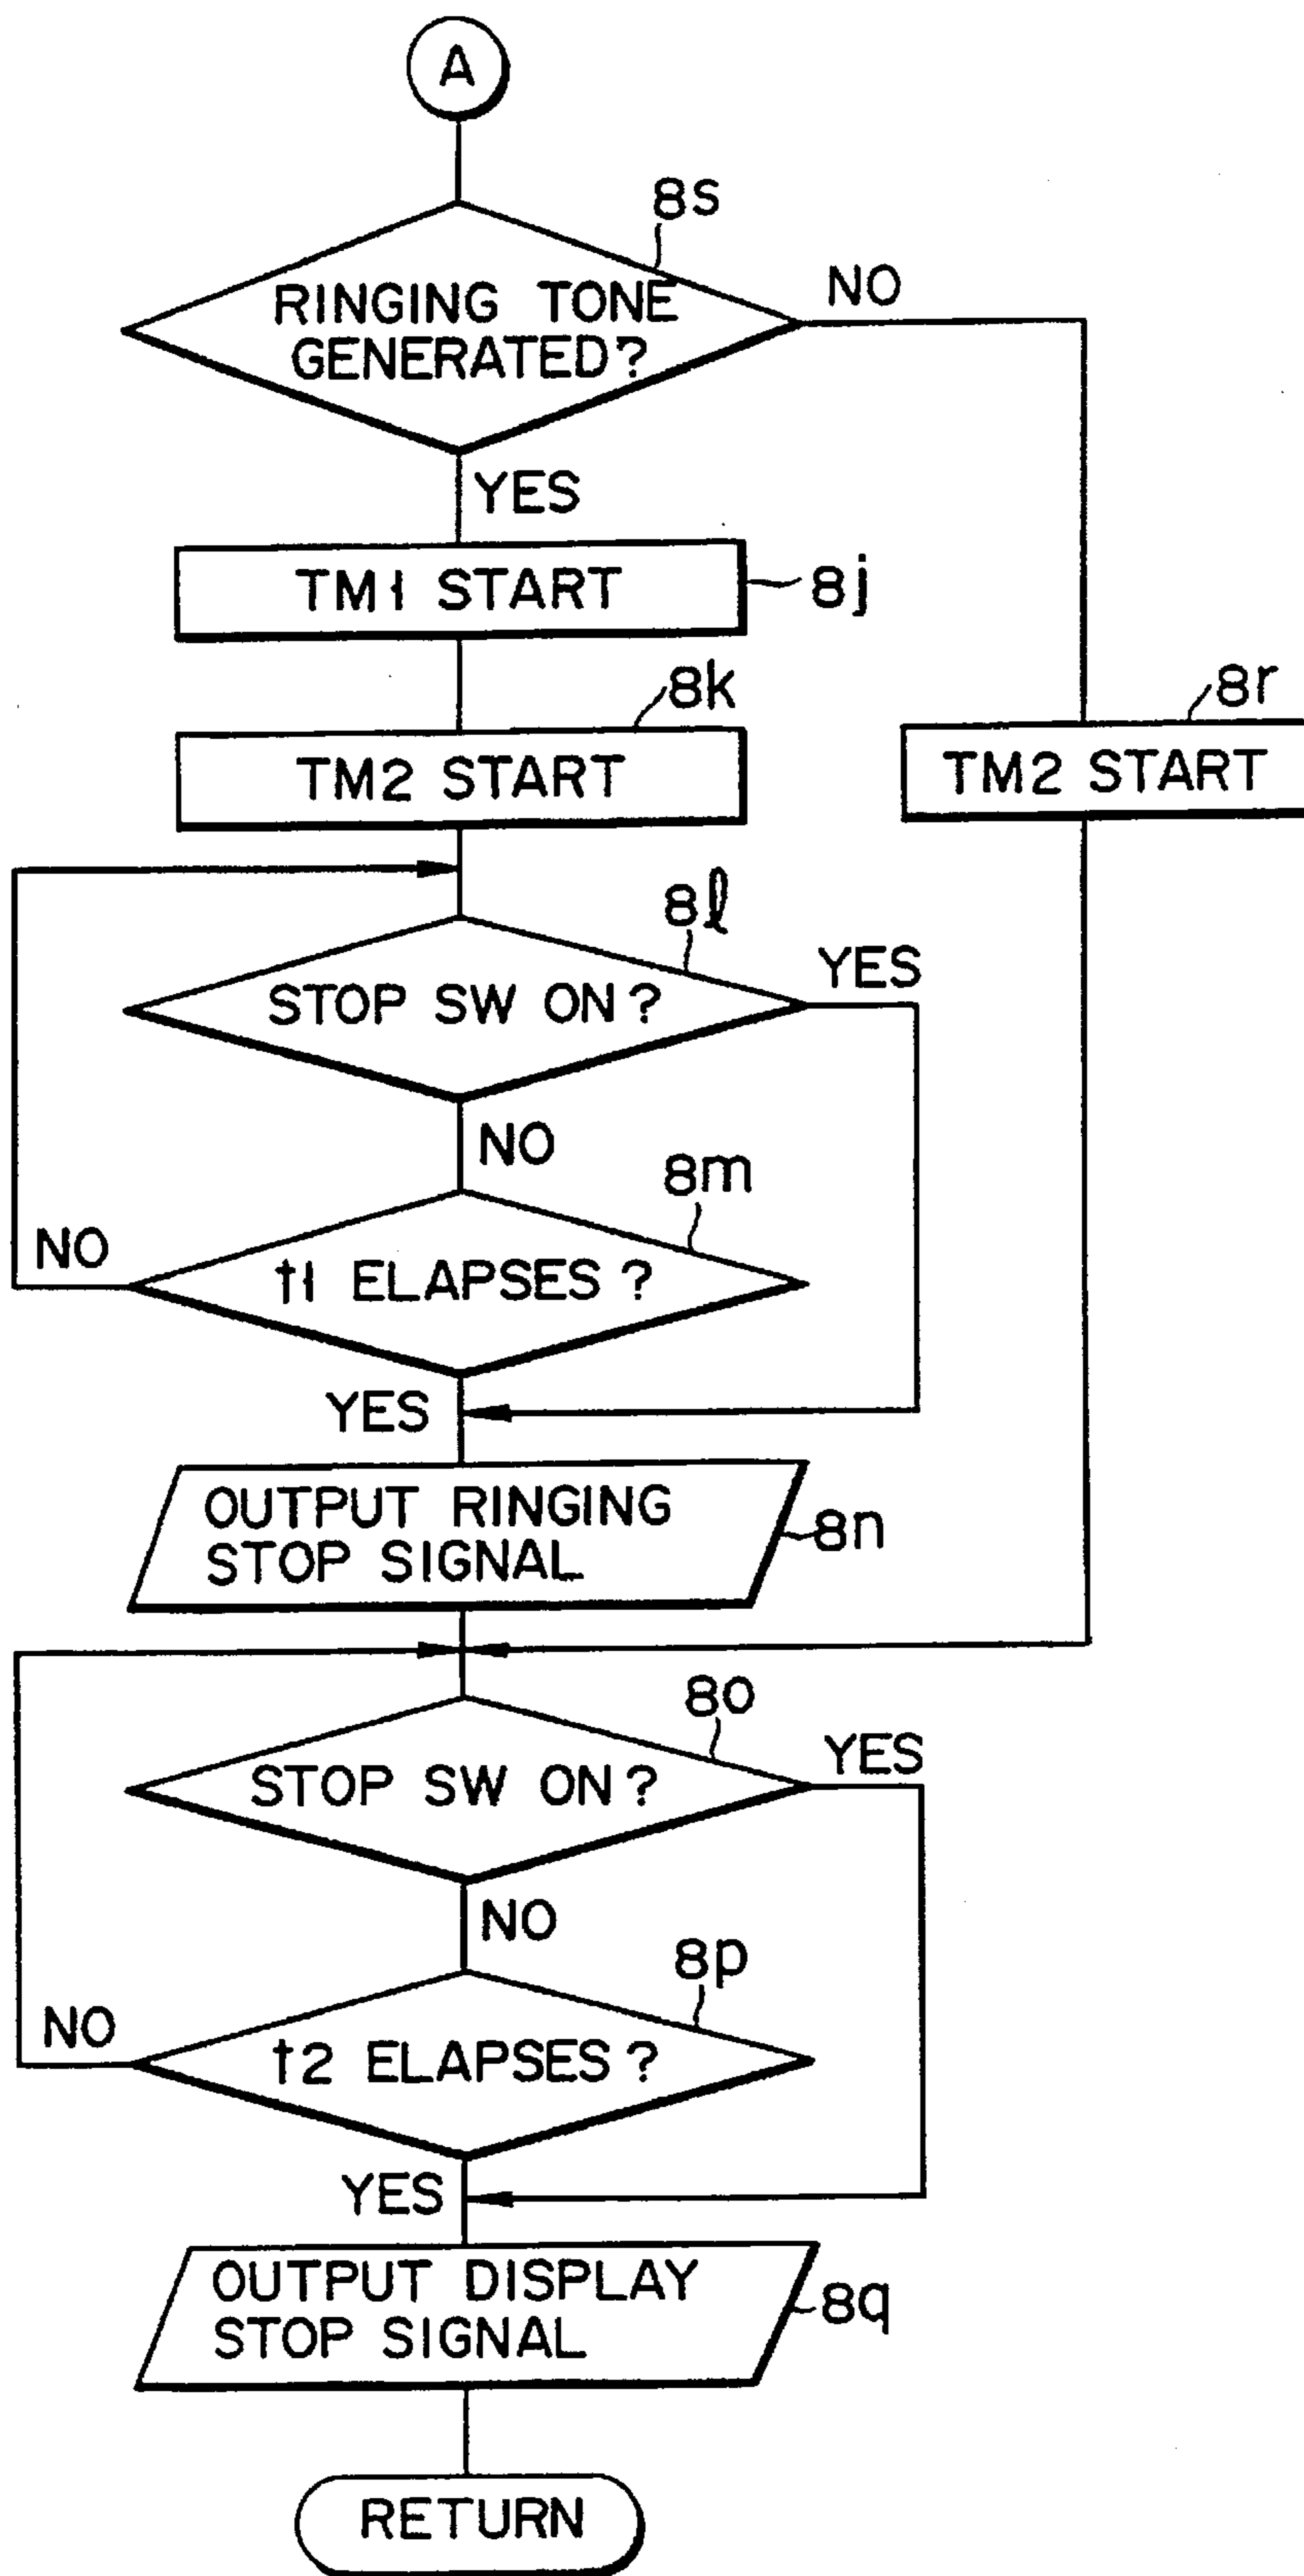 A
8s
RINGING TONE
GENERATED?
NO
YES
TM1 START
8j
8k
TM2 START
8r
TM2 START
8l
STOP SW ON?
YES
NO
8m
t1 ELAPSES?
NO
YES
OUTPUT RINGING
STOP SIGNAL
8n
8o
STOP SW ON?
YES
NO
8p
t2 ELAPSES?
NO
YES
OUTPUT DISPLAY
STOP SIGNAL
8q
RETURN